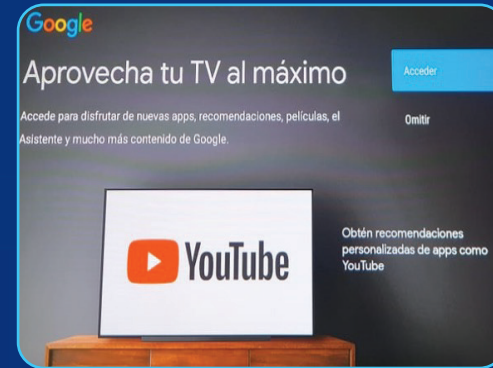 Google
Aprovecha tu TV al máximo
Accede para disfrutar de nuevas apps, recomendaciones, películas, el
Asistente y mucho más contenido de Google.
Acceder
Omitir
YouTube
Obtén recomendaciones
personalizadas de apps como
YouTube